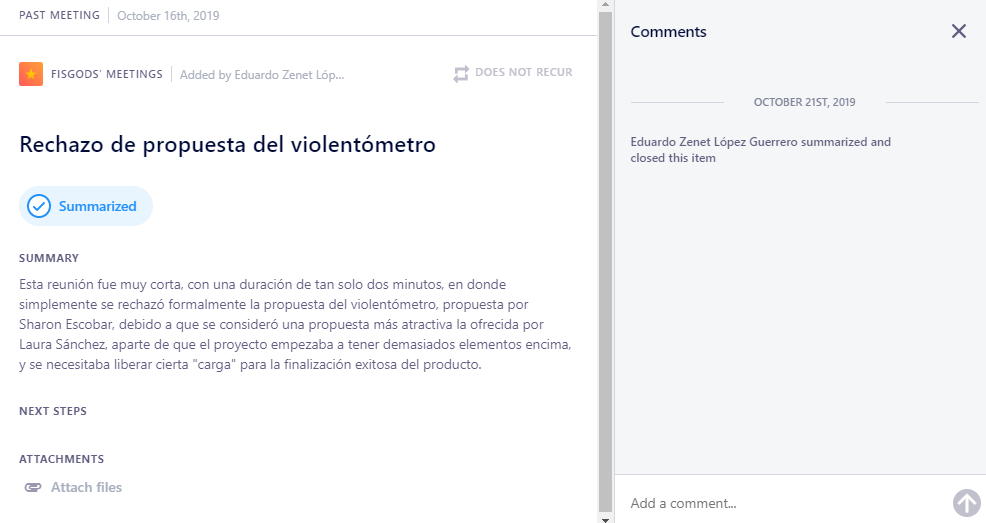 PAST MEETING October 16th, 2019
FISGODS' MEETINGS Added by Eduardo Zenet Lóp... DOES NOT RECUR
Rechazo de propuesta del violentómetro
Summarized
SUMMARY
Esta reunión fue muy corta, con una duración de tan solo dos minutos, en donde
simplemente se rechazó formalmente la propuesta del violentómetro, propuesta por
Sharon Escobar, debido a que se consideró una propuesta más atractiva la ofrecida por
Laura Sánchez, aparte de que el proyecto empezaba a tener demasiados elementos encima,
y se necesitaba liberar cierta "carga" para la finalización exitosa del producto.
NEXT STEPS
ATTACHMENTS
Attach files
Comments
OCTOBER 21ST, 2019
Eduardo Zenet López Guerrero summarized and
closed this item
Add a comment...